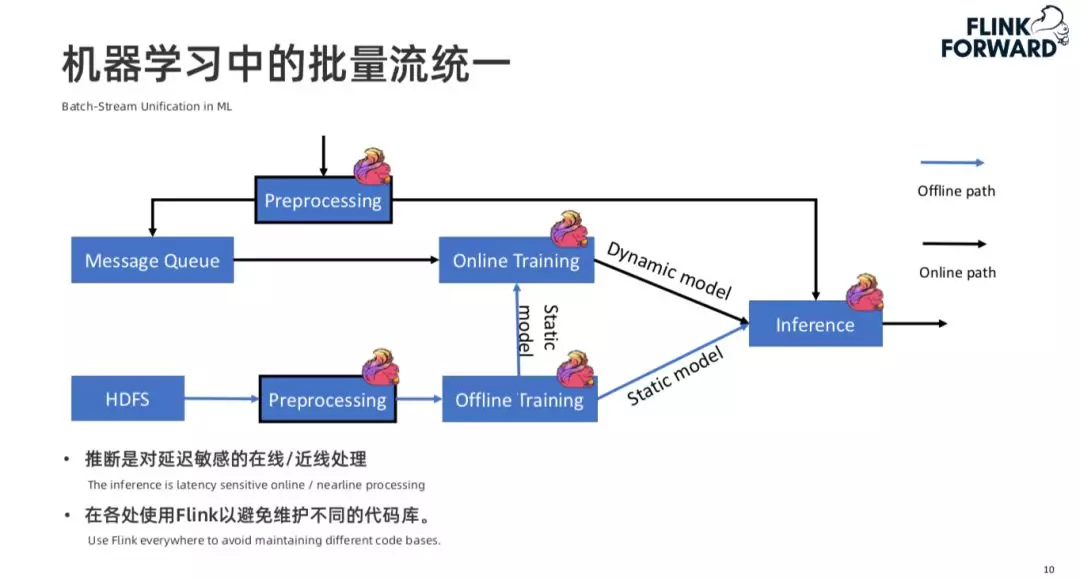 FLINK
FORWARD
机器学习中的批量流统一
Batch-Stream Unification in ML
Preprocessing
Offline path
Message Queue
Online Training
Dynamic model
Online path
Static
model
Inference
HDFS
Preprocessing
Offline Training
Static model
• 推断是对延迟敏感的在线/近线处理
The inference is latency sensitive online / nearline processing
• 在各处使用Flink以避免维护不同的代码库。
Use Flink everywhere to avoid maintaining different code bases.
10